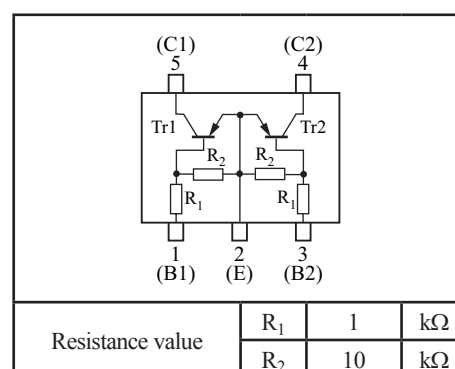 (C1) (C2)
5 4
Tr1 Tr2
R2 R2
R1 R1
1 2 3
(B1) (E) (B2)
Resistance value R1 1 kΩ
R2 10 kΩ